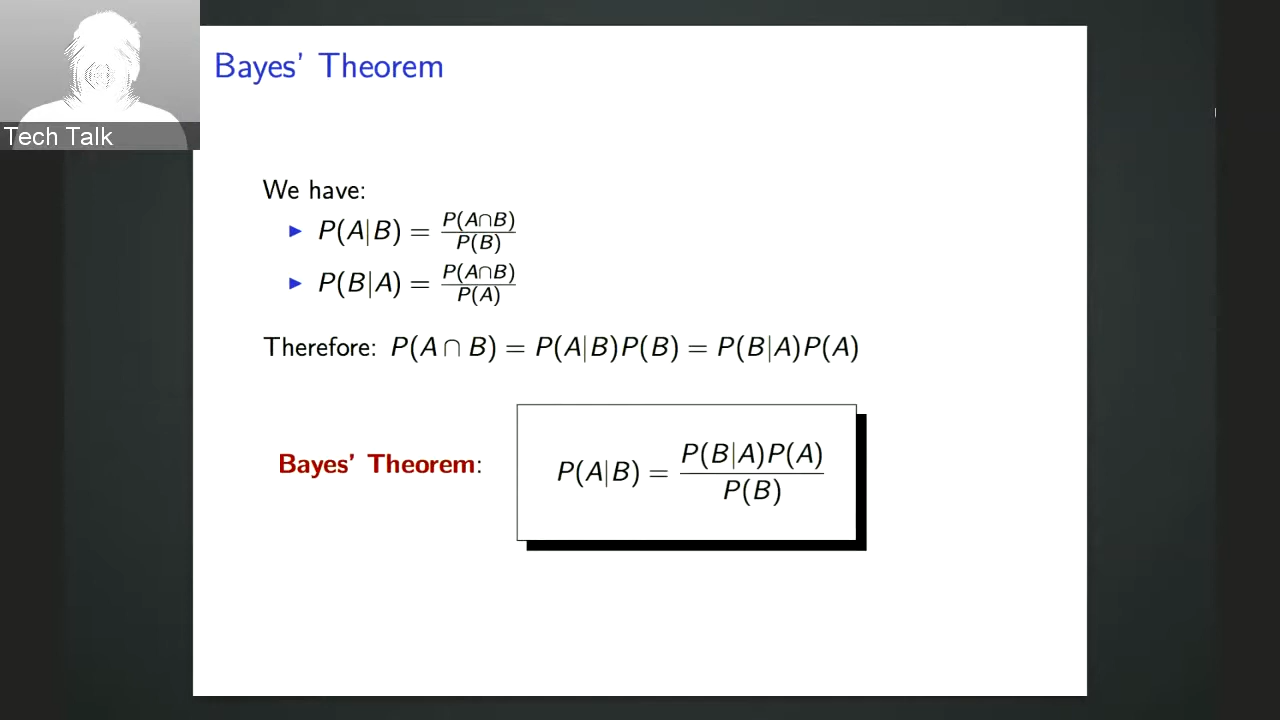 Bayes' Theorem
Tech Talk
We have:
▶ P(A|B) = P(A∩B)/P(B)
▶ P(B|A) = P(A∩B)/P(A)
Therefore: P(A ∩ B) = P(A|B)P(B) = P(B|A)P(A)
Bayes' Theorem: P(A|B) = P(B|A)P(A)/P(B)